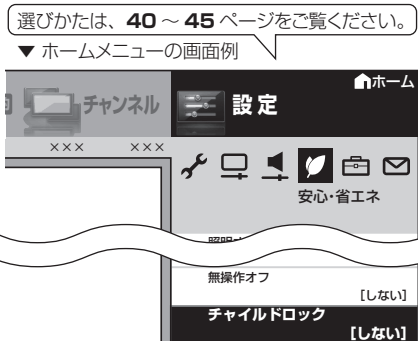 選びかたは、40～45ページをご覧ください。
▼ ホームメニューの画面例
ホーム
チャンネル
設定
××× ×××
安心・省エネ
無操作オフ
[しない]
チャイルドロック
[しない]